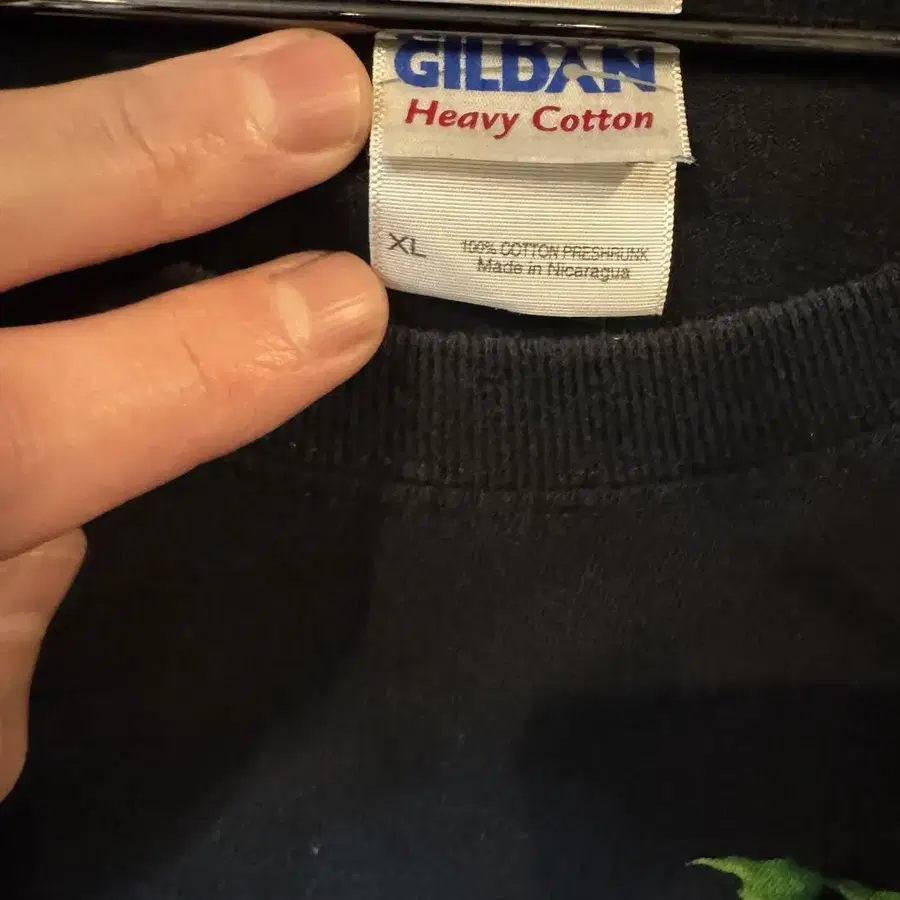 GILDAN
Heavy Cotton
XL
100% COTTON PRESHRUNK
Made in Nicaragua